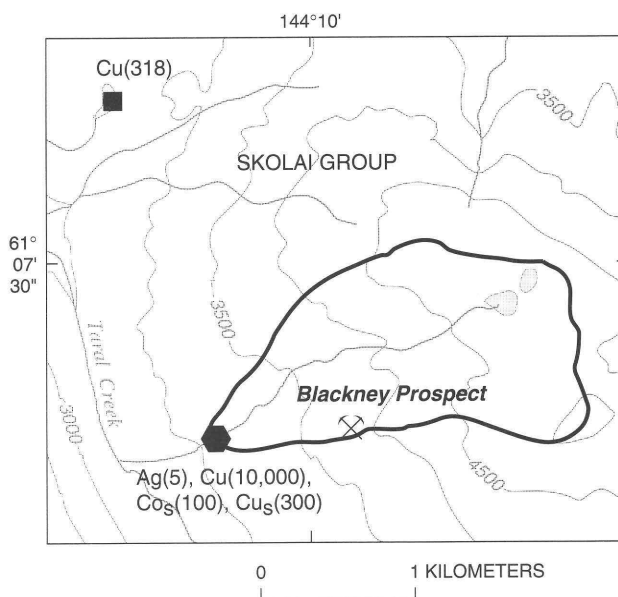 144°10'
Cu(318)
3500
SKOLAI GROUP
61°
07'
30"
3500
Taral Creek
3000
Blackney Prospect
4500
Ag(5), Cu(10,000),
Coₛ(100), Cuₛ(300)
0 1 KILOMETERS